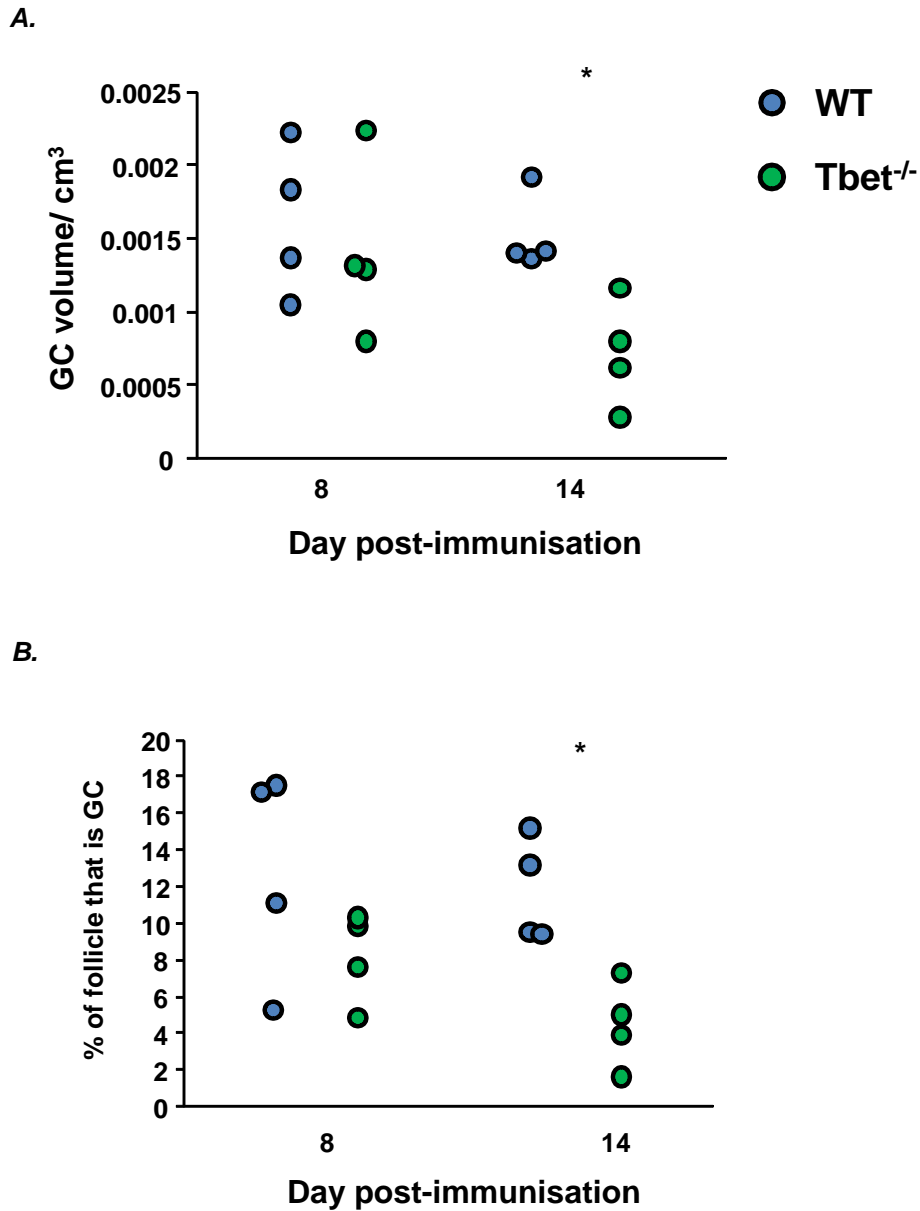 A.
*
0.0025
WT
0.002
Tbet-/-
0.0015
0.001
0.0005
0
GC volume/ cm³
8 14
Day post-immunisation
B.
*
20
18
16
14
12
10
8
6
4
2
0
% of follicle that is GC
8 14
Day post-immunisation